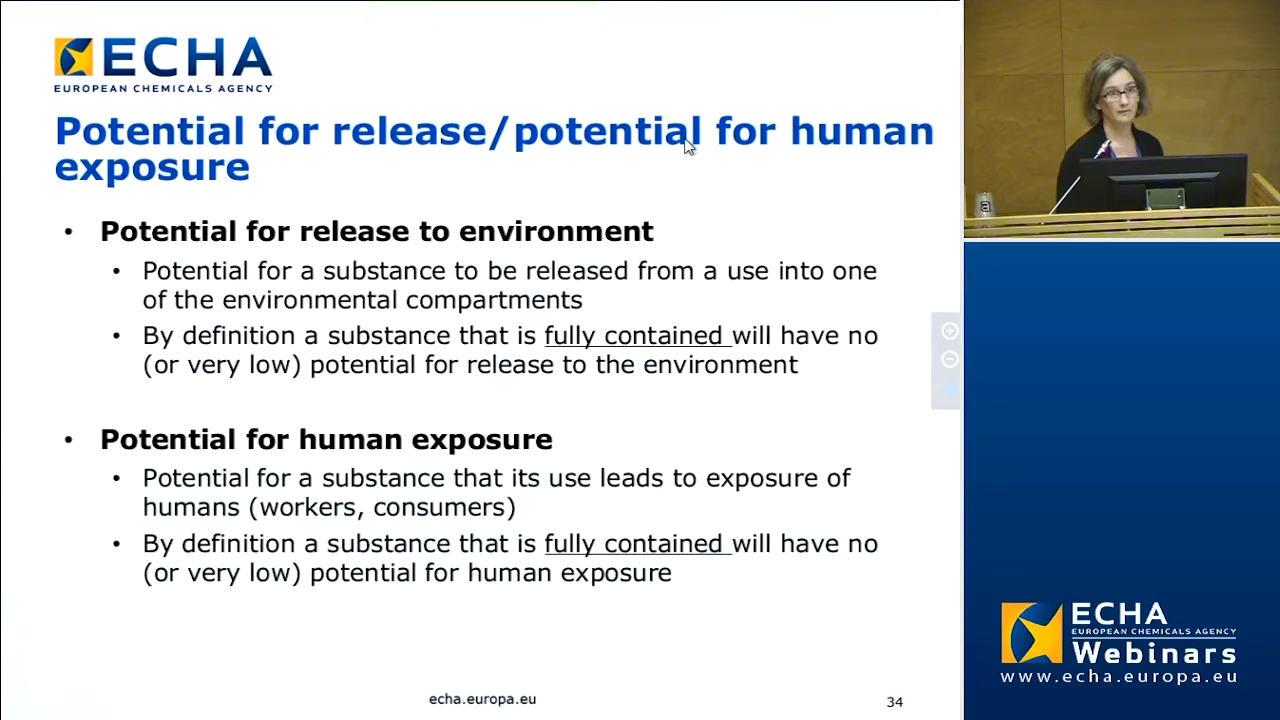 ECHA
EUROPEAN CHEMICALS AGENCY
Potential for release/potential for human
exposure
• Potential for release to environment
• Potential for a substance to be released from a use into one
of the environmental compartments
• By definition a substance that is fully contained will have no
(or very low) potential for release to the environment
• Potential for human exposure
• Potential for a substance that its use leads to exposure of
humans (workers, consumers)
• By definition a substance that is fully contained will have no
(or very low) potential for human exposure
echa.europa.eu
34
ECHA
EUROPEAN CHEMICALS AGENCY
Webinars
www.echa.europa.eu